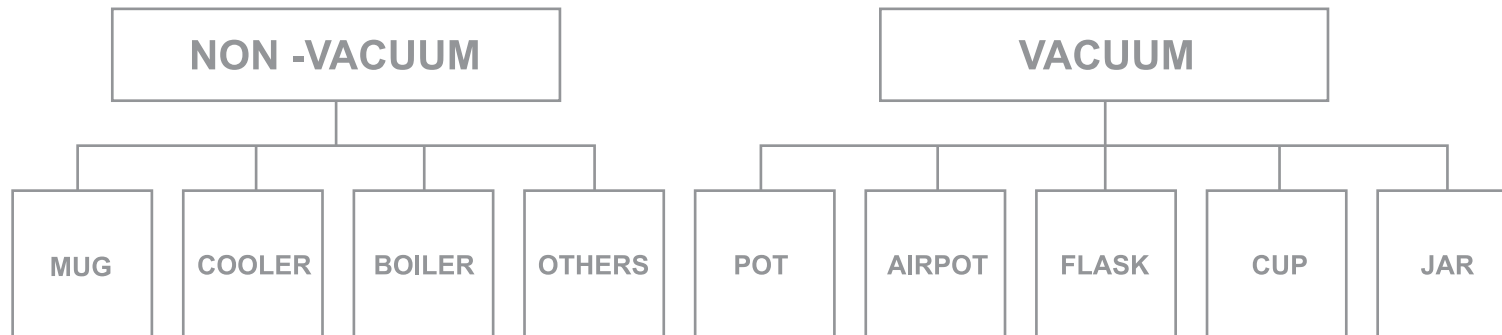 NON -VACUUM
VACUUM
MUG
COOLER
BOILER
OTHERS
POT
AIRPOT
FLASK
CUP
JAR